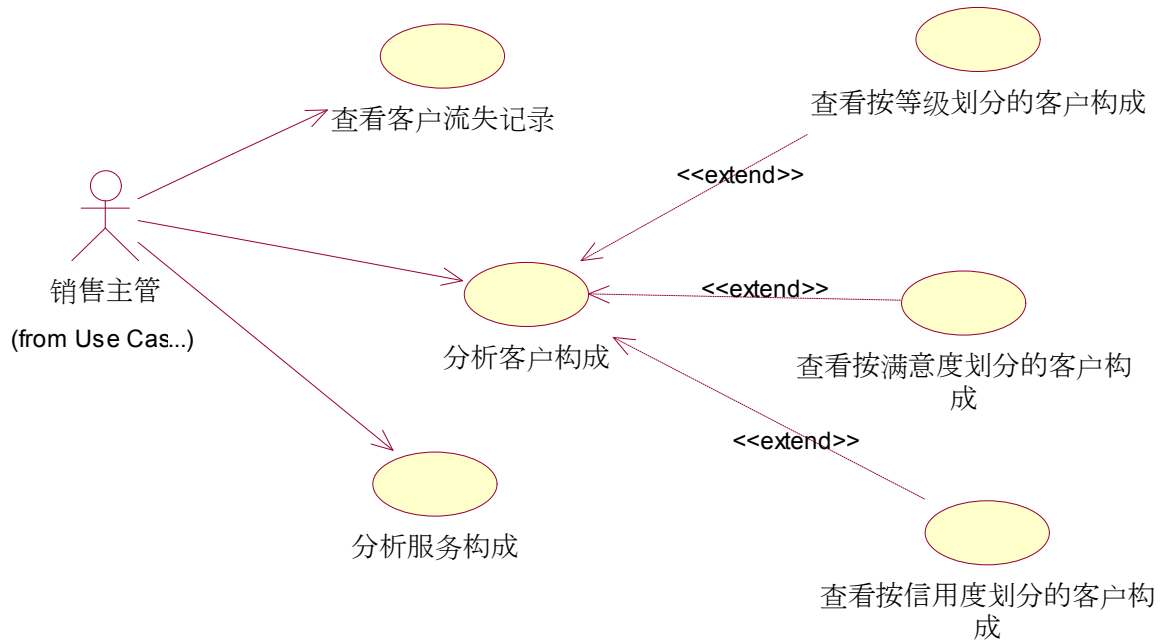 查看客户流失记录
查看按等级划分的客户构成
<<extend>>
销售主管
(from Use Cas...)
<<extend>>
分析客户构成
查看按满意度划分的客户构
成
<<extend>>
分析服务构成
查看按信用度划分的客户构
成